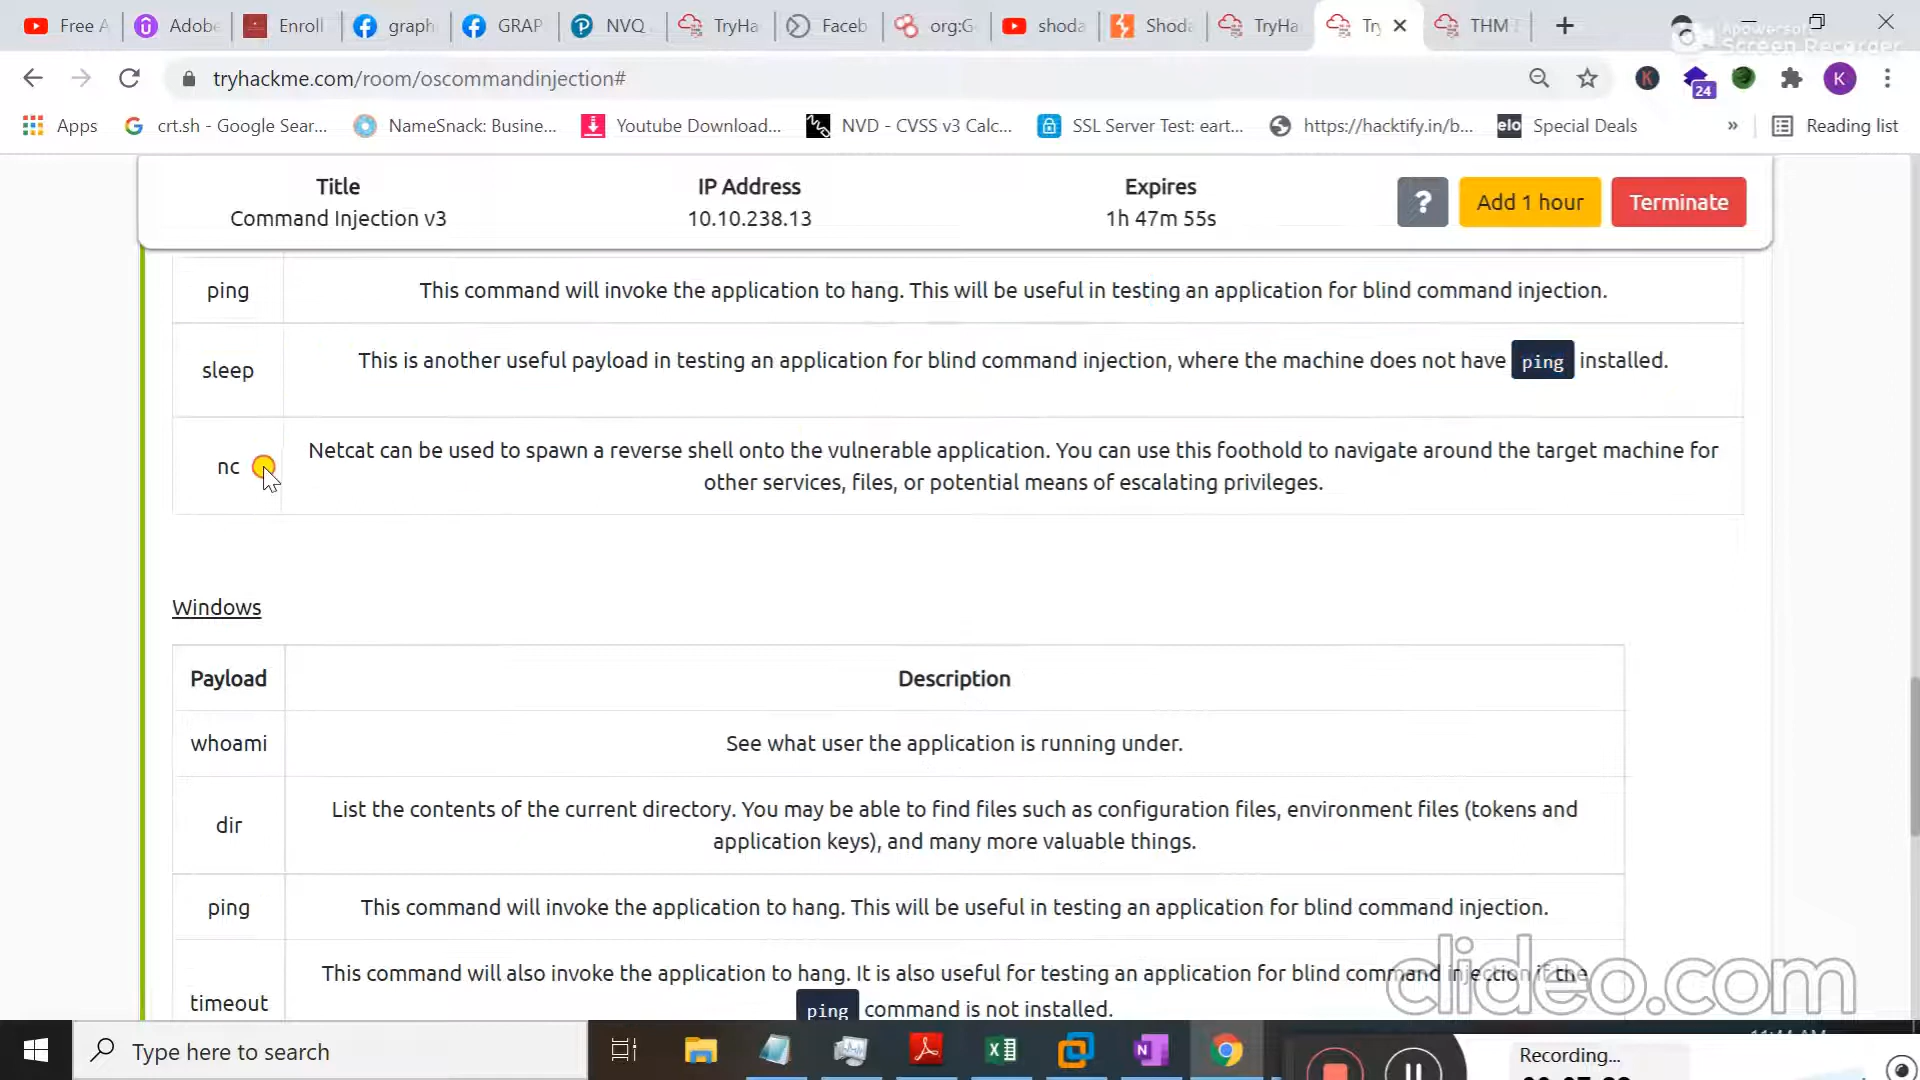 Free A
Adobe
Enroll
graph
GRAP
NVQ
TryHa
Faceb
org:G
shoda
Shoda
TryHa
Try
THM T
Apowersoft
Screen Recorder
tryhackme.com/room/oscommandinjection#
K
24
K
Apps
crt.sh - Google Sear...
NameSnack: Busine...
Youtube Download...
NVD - CVSS v3 Calc...
SSL Server Test: eart...
https://hacktify.in/b...
elo
Special Deals
»
Reading list
Title
IP Address
Expires
Command Injection v3
10.10.238.13
1h 47m 55s
?
Add 1 hour
Terminate
ping
This command will invoke the application to hang. This will be useful in testing an application for blind command injection.
sleep
This is another useful payload in testing an application for blind command injection, where the machine does not have ping installed.
nc
Netcat can be used to spawn a reverse shell onto the vulnerable application. You can use this foothold to navigate around the target machine for
other services, files, or potential means of escalating privileges.
Windows
Payload
Description
whoami
See what user the application is running under.
dir
List the contents of the current directory. You may be able to find files such as configuration files, environment files (tokens and
application keys), and many more valuable things.
ping
This command will invoke the application to hang. This will be useful in testing an application for blind command injection.
timeout
This command will also invoke the application to hang. It is also useful for testing an application for blind command injection if the
ping command is not installed.
clideo.com
Type here to search
Recording...